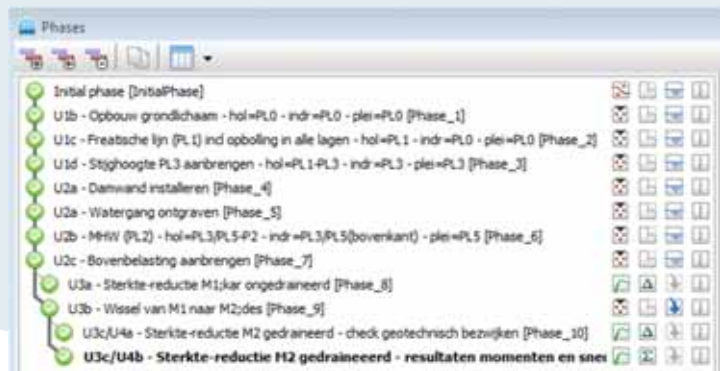 Phases
Initial phase [InitialPhase]
U1b - Opbouw grondlichaam - hol=PL0 - indr=PL0 - plei=PL0 [Phase_1]
U1c - Freatische lijn (PL1) incl opbolling in alle lagen - hol=PL1 - indr=PL0 - plei=PL0 [Phase_2]
U1d - Stijghoogte PL3 aanbrengen - hol=PL1-PL3 - indr=PL3 - plei=PL3 [Phase_3]
U2a - Damwand installeren [Phase_4]
U2a - Watergang ontgraven [Phase_5]
U2b - MHW (PL2) - hol=PL3/PL5-P2 - indr=PL3/PL5(bovenkant) - plei=PL5 [Phase_6]
U2c - Bovenbelasting aanbrengen [Phase_7]
U3a - Sterkte-reductie M1;kar ongedraineerd [Phase_8]
U3b - Wissel van M1 naar M2;des [Phase_9]
U3c/U4a - Sterkte-reductie M2 gedraineerd - check geotechnisch bezwijken [Phase_10]
U3c/U4b - Sterkte-reductie M2 gedraineeerd - resultaten momenten en snee